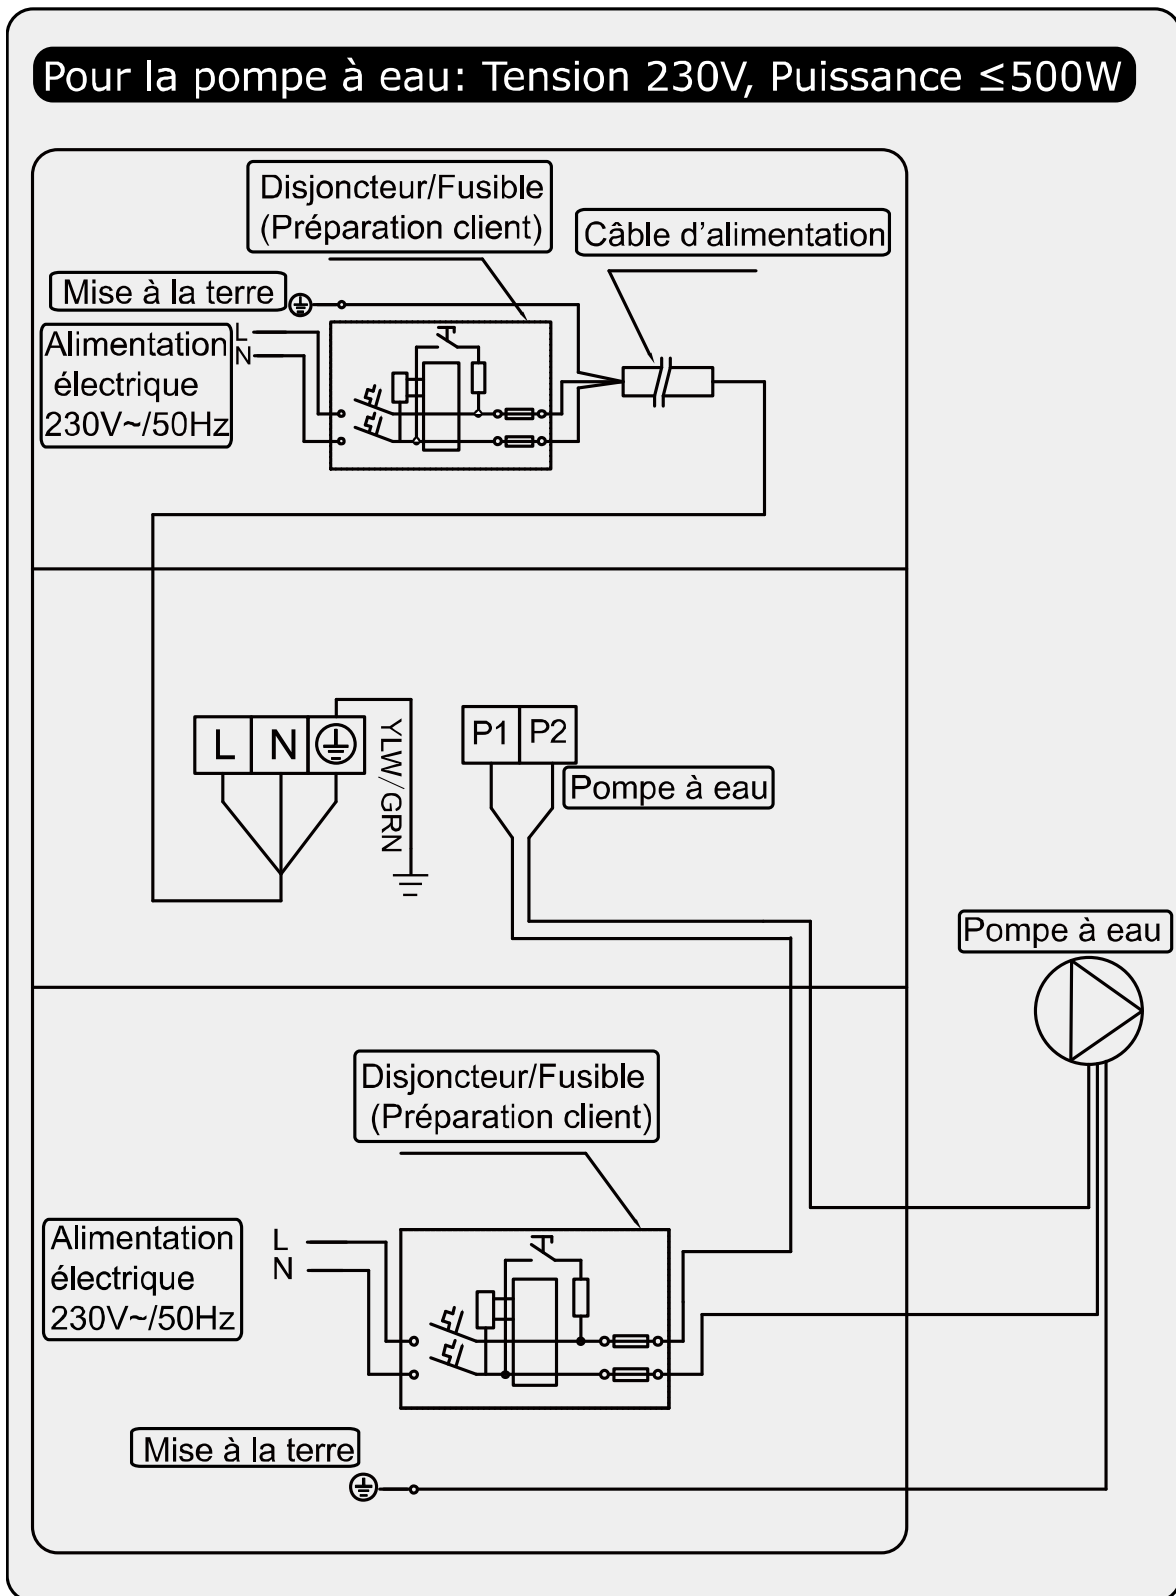 Pour la pompe à eau: Tension 230V, Puissance ≤500W
Disjoncteur/Fusible
(Préparation client)
Câble d'alimentation
Mise à la terre
L
N
Alimentation
électrique
230V~/50Hz
L N
YLW/GRN
P1 P2
Pompe à eau
Pompe à eau
Disjoncteur/Fusible
(Préparation client)
Alimentation
électrique
230V~/50Hz
L
N
Mise à la terre